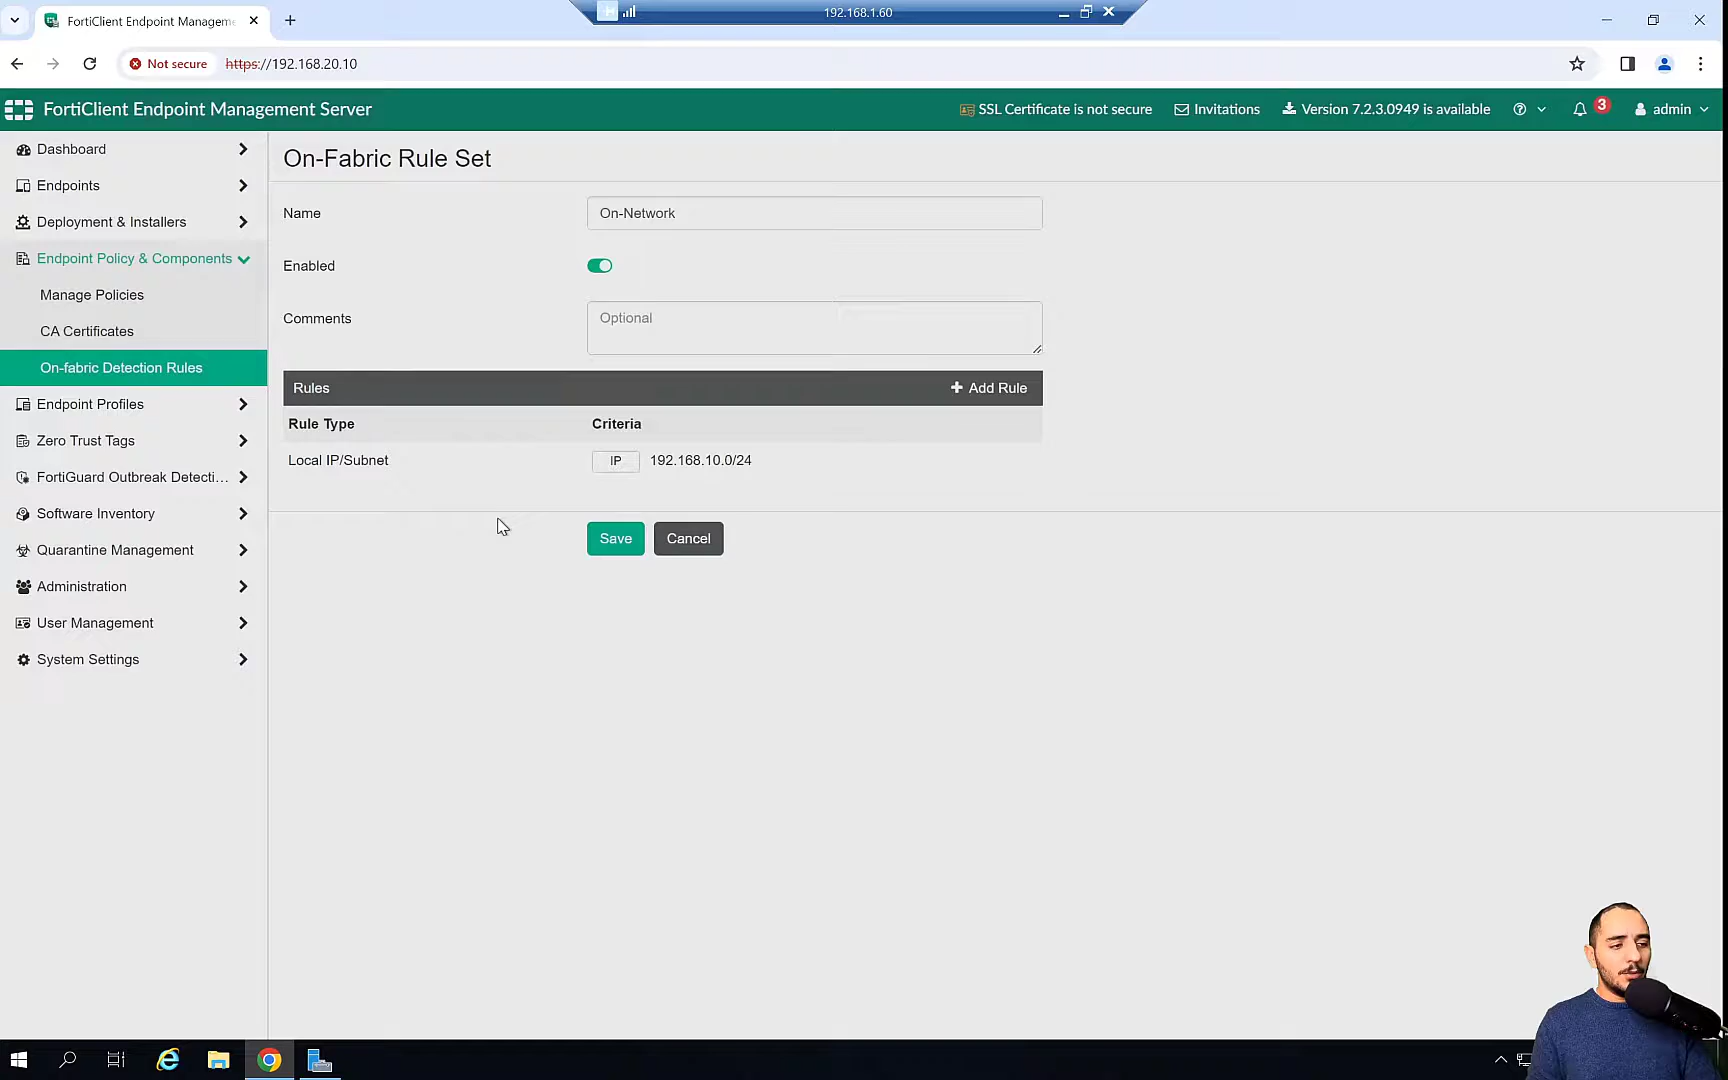 FortiClient Endpoint Manageme
192.168.1.60
Not secure https://192.168.20.10
FortiClient Endpoint Management Server
SSL Certificate is not secure
Invitations
Version 7.2.3.0949 is available
3
admin
Dashboard
Endpoints
Deployment & Installers
Endpoint Policy & Components
Manage Policies
CA Certificates
On-fabric Detection Rules
Endpoint Profiles
Zero Trust Tags
FortiGuard Outbreak Detecti...
Software Inventory
Quarantine Management
Administration
User Management
System Settings
On-Fabric Rule Set
Name On-Network
Enabled
Comments Optional
Rules + Add Rule
Rule Type Criteria
Local IP/Subnet IP 192.168.10.0/24
Save Cancel